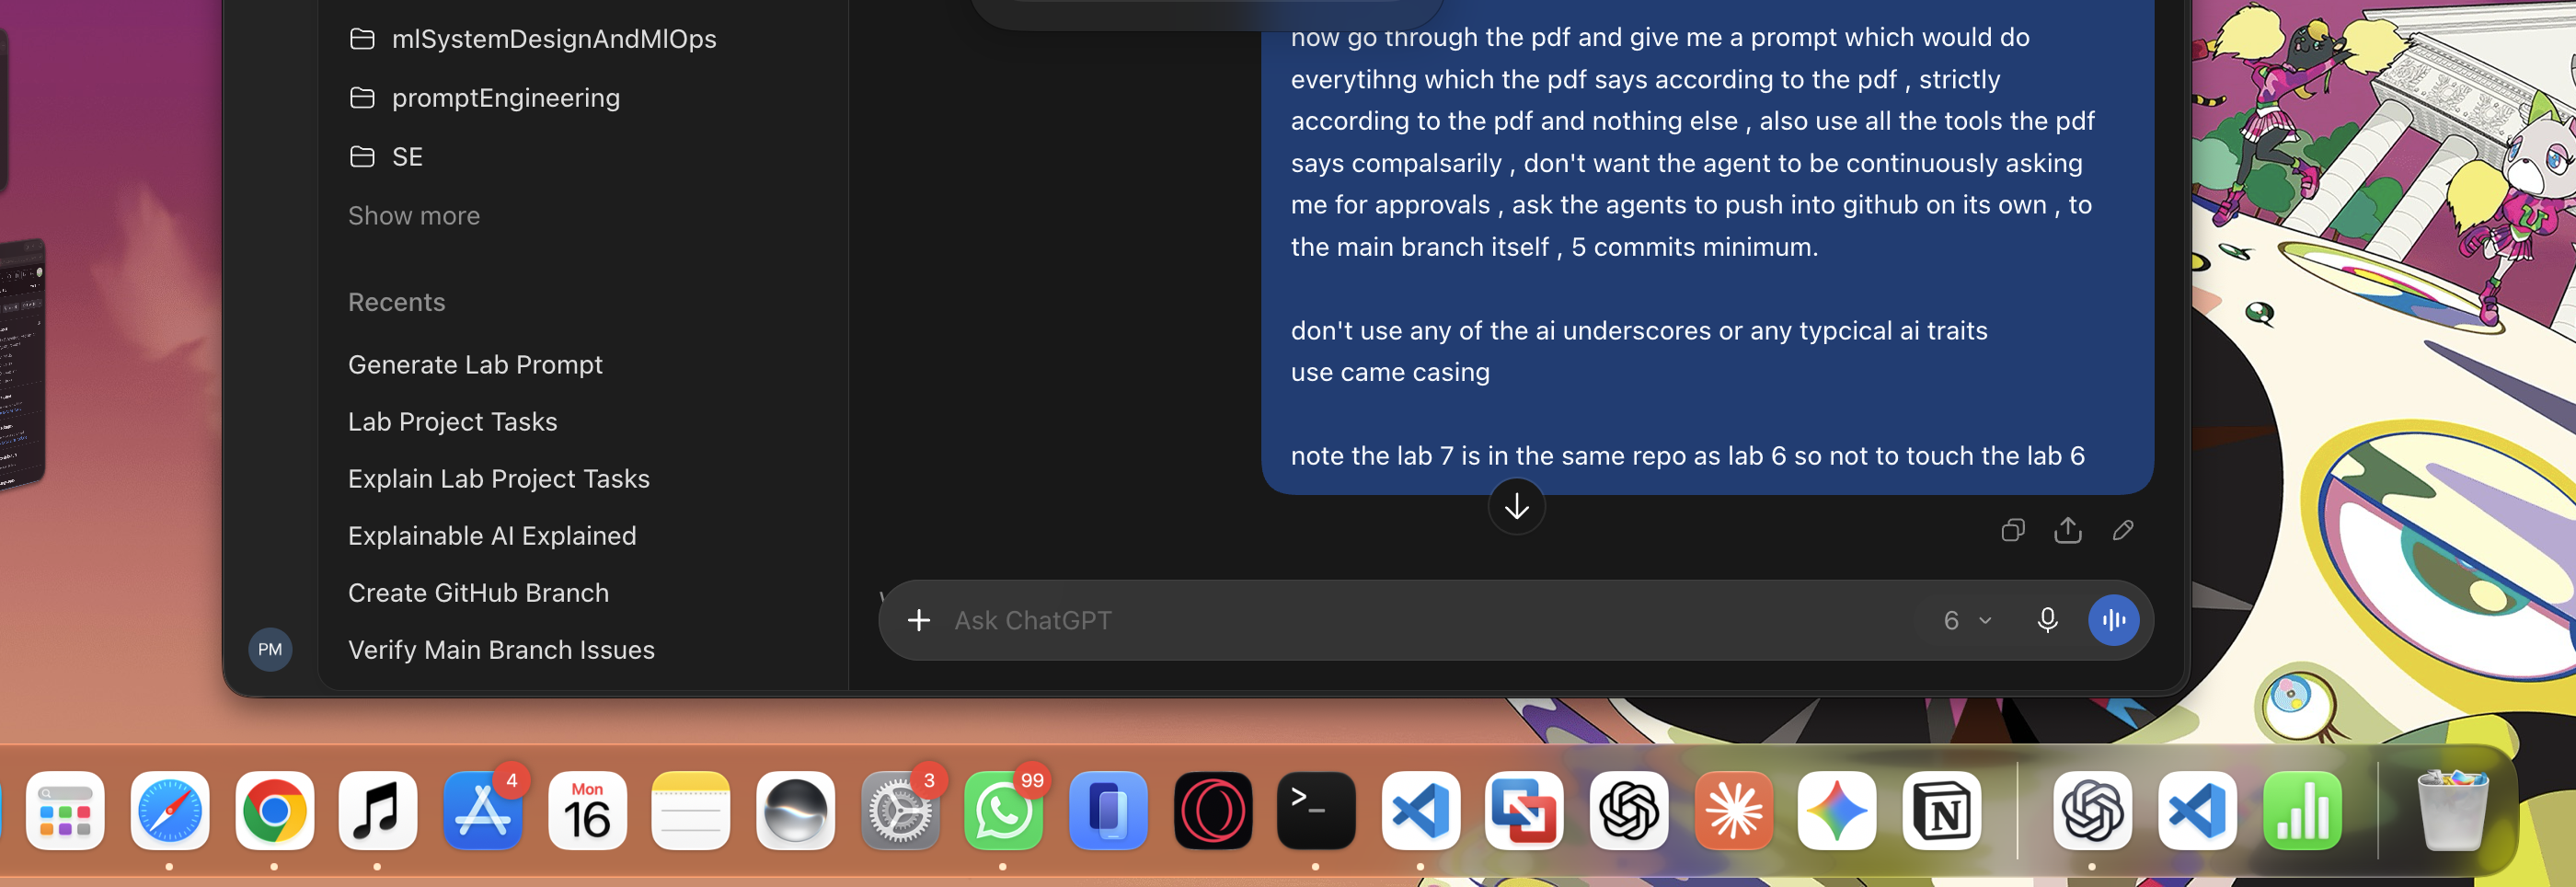 mlSystemDesignAndMlOps
promptEngineering
SE
Show more
Recents
Generate Lab Prompt
Lab Project Tasks
Explain Lab Project Tasks
Explainable AI Explained
Create GitHub Branch
Verify Main Branch Issues
PM
now go through the pdf and give me a prompt which would do
everytihng which the pdf says according to the pdf , strictly
according to the pdf and nothing else , also use all the tools the pdf
says compalsarily , don't want the agent to be continuously asking
me for approvals , ask the agents to push into github on its own , to
the main branch itself , 5 commits minimum.
don't use any of the ai underscores or any typcical ai traits
use came casing
note the lab 7 is in the same repo as lab 6 so not to touch the lab 6
Ask ChatGPT
6
4
Mon
16
3
99
>_
N